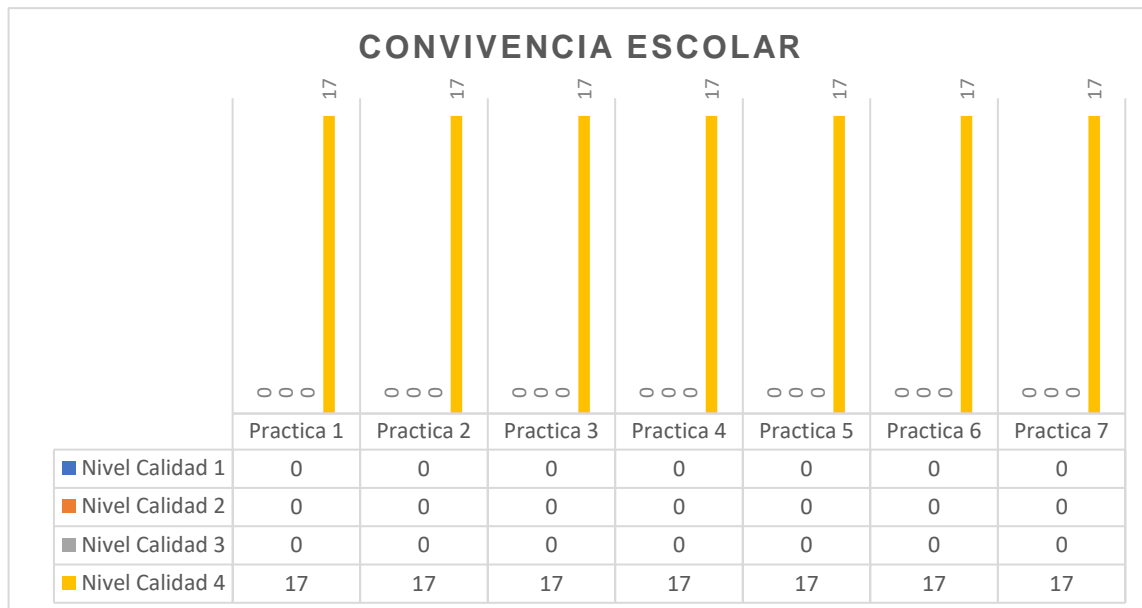 CONVIVENCIA ESCOLAR
17 17 17 17 17 17 17
0 0 0 0 0 0 0 0 0 0 0 0 0 0 0 0 0 0 0 0 0
Practica 1 Practica 2 Practica 3 Practica 4 Practica 5 Practica 6 Practica 7
Nivel Calidad 1 0 0 0 0 0 0 0
Nivel Calidad 2 0 0 0 0 0 0 0
Nivel Calidad 3 0 0 0 0 0 0 0
Nivel Calidad 4 17 17 17 17 17 17 17